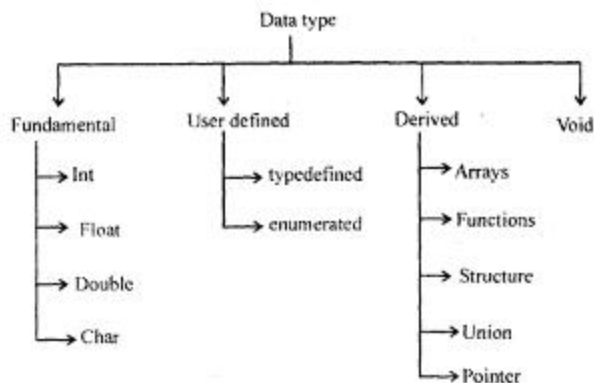 Data type
Fundamental
User defined
Derived
Void
Int
Float
Double
Char
typedefined
enumerated
Arrays
Functions
Structure
Union
Pointer